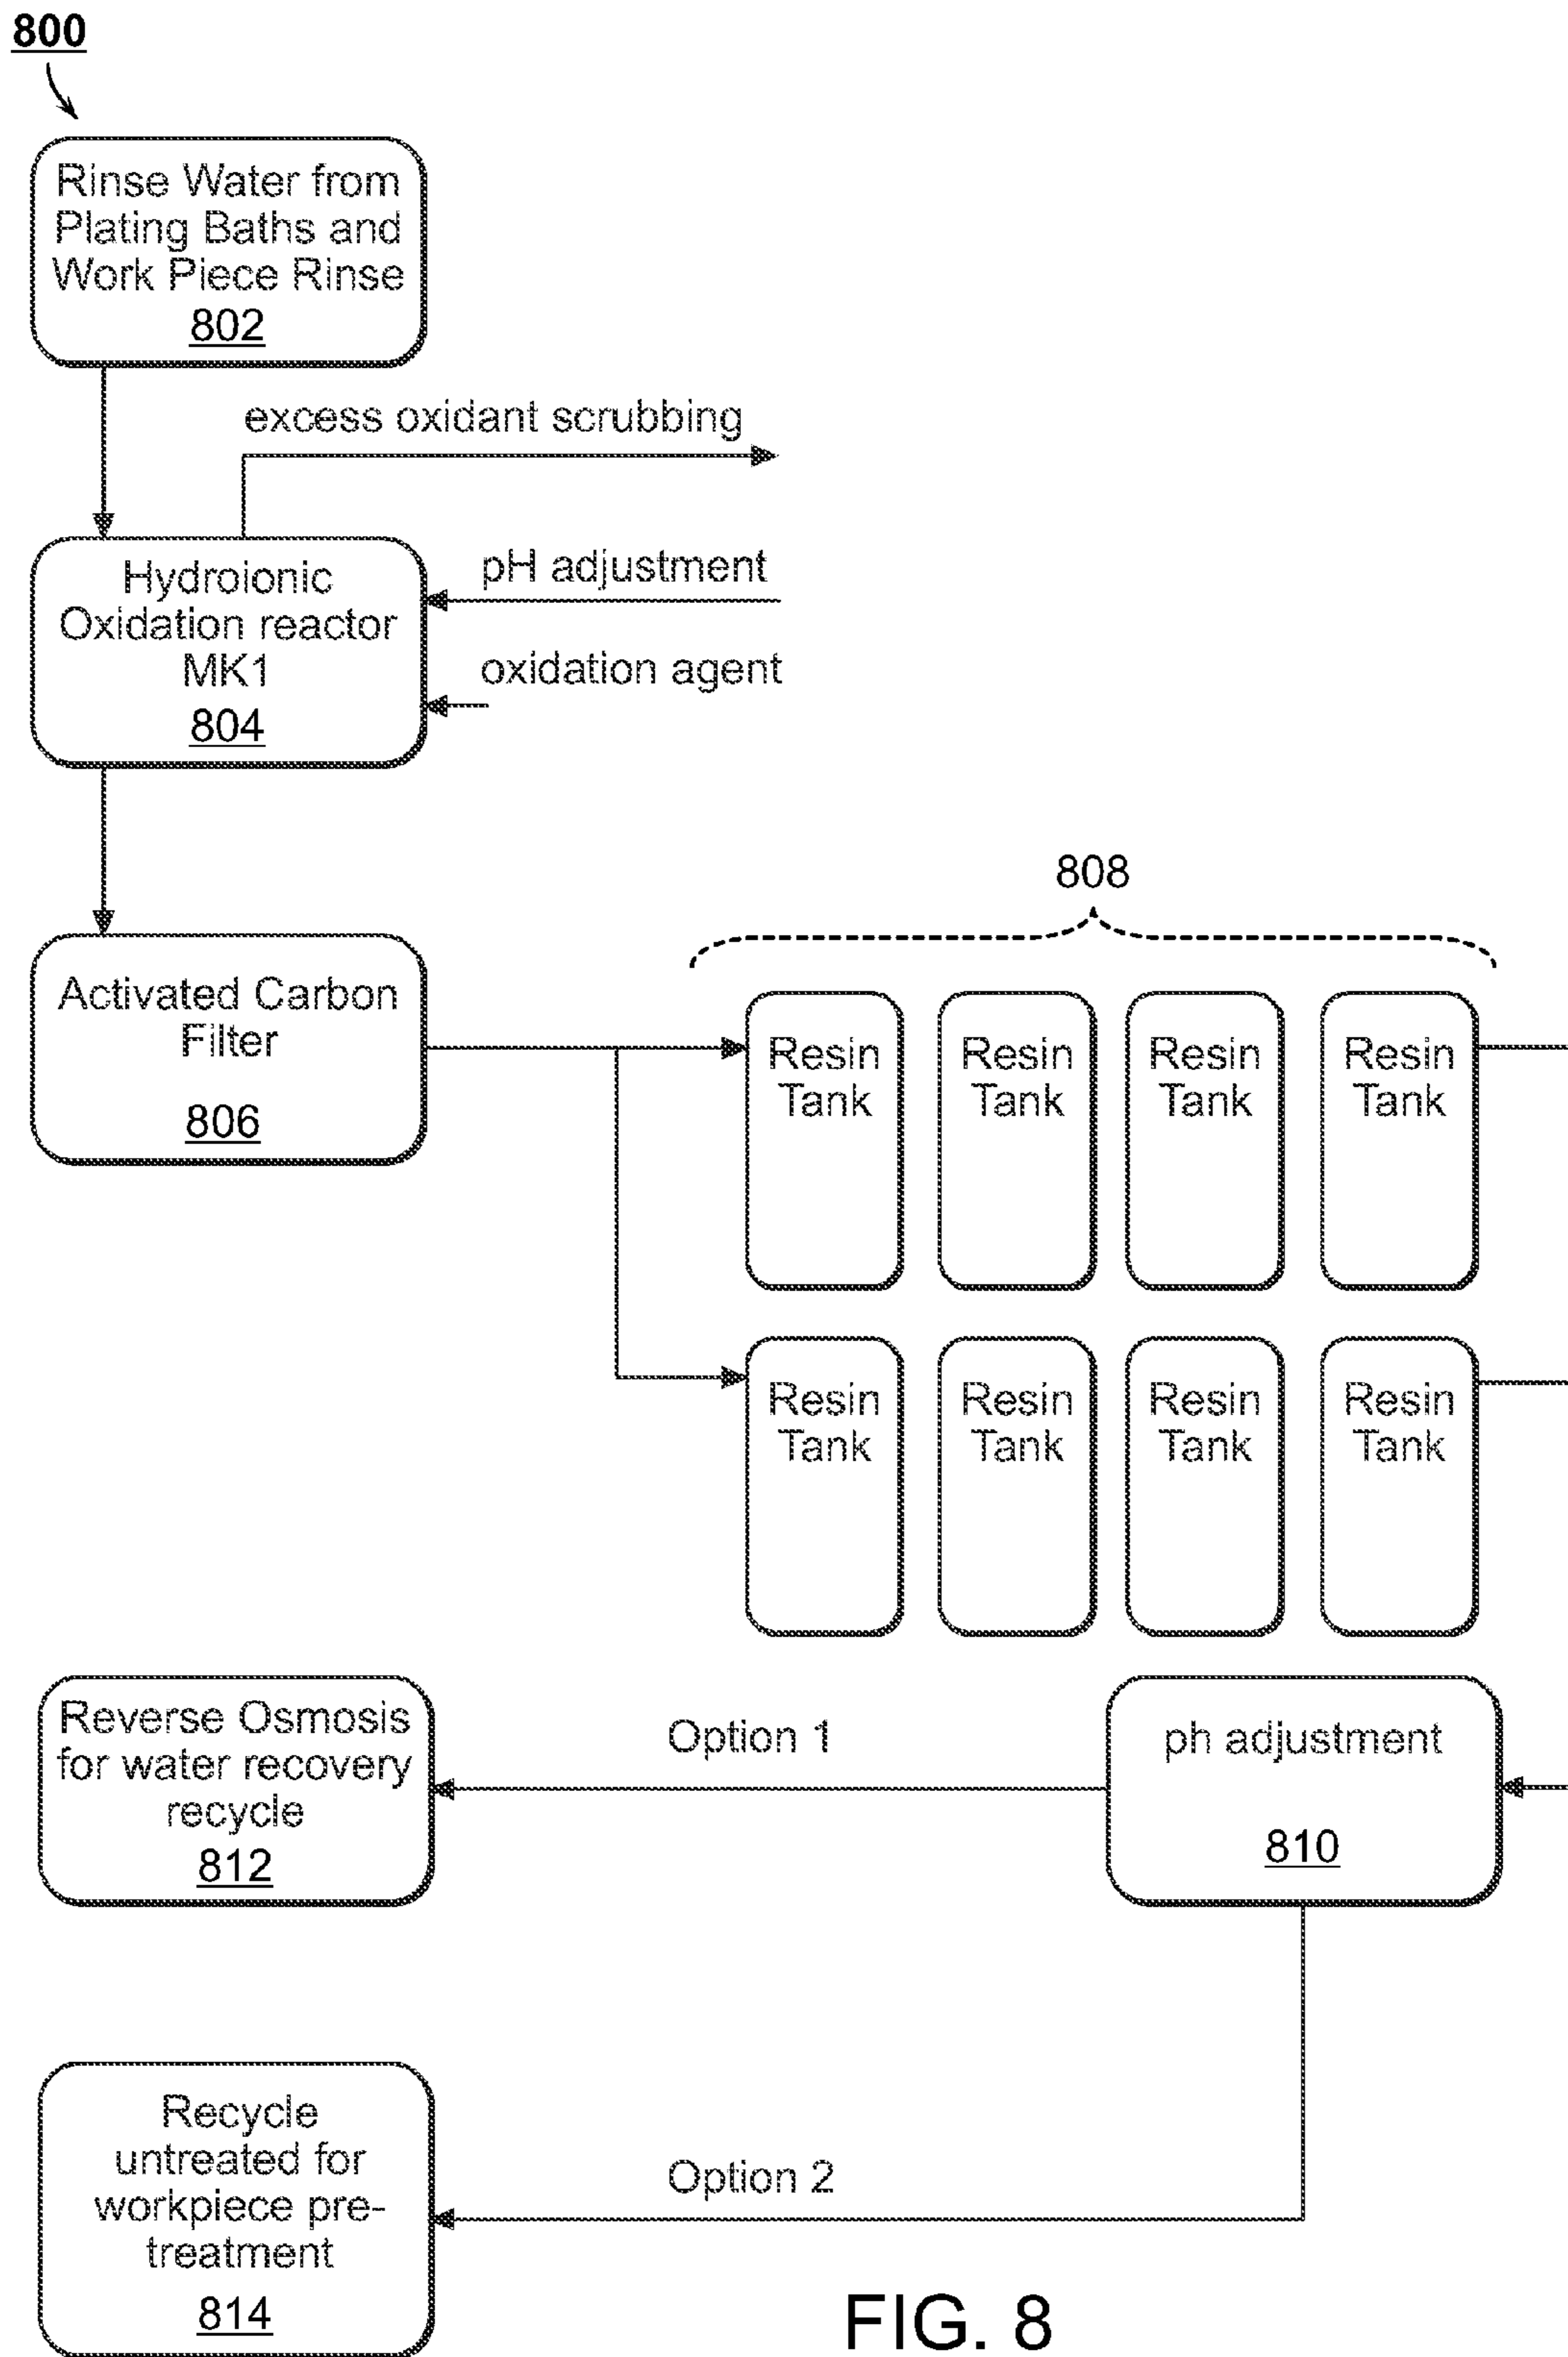 800
Rinse Water from
Plating Baths and
Work Piece Rinse
802
excess oxidant scrubbing
Hydroionic
Oxidation reactor
MK1
804
pH adjustment
oxidation agent
Activated Carbon
Filter
806
808
Resin
Tank
Resin
Tank
Resin
Tank
Resin
Tank
Resin
Tank
Resin
Tank
Resin
Tank
Resin
Tank
Reverse Osmosis
for water recovery
recycle
812
Option 1
ph adjustment
810
Recycle
untreated for
workpiece pre-
treatment
814
Option 2
FIG. 8